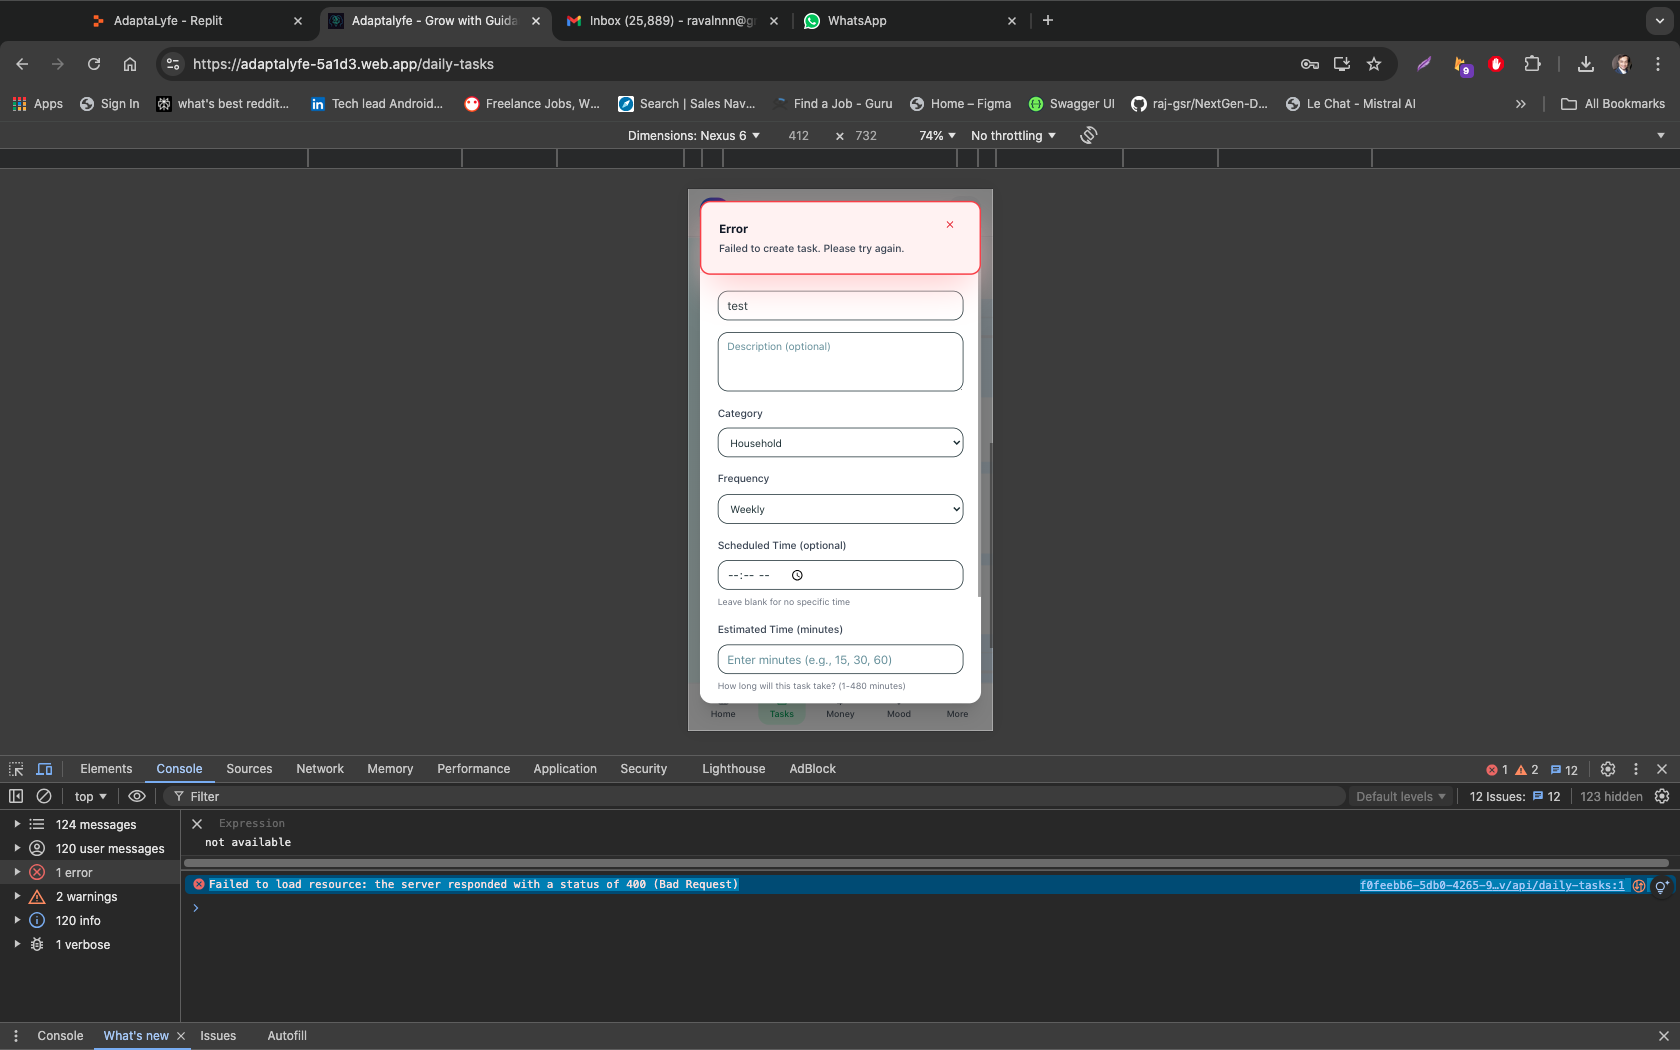 AdaptaLyfe - Replit
Adaptalyfe - Grow with Guida
Inbox (25,889) - ravalnnn@g
WhatsApp
https://adaptalyfe-5a1d3.web.app/daily-tasks
9
Apps
Sign In
what's best reddit...
Tech lead Android...
Freelance Jobs, W...
Search | Sales Nav...
Find a Job - Guru
Home – Figma
Swagger UI
raj-gsr/NextGen-D...
Le Chat - Mistral AI
All Bookmarks
Dimensions: Nexus 6
412
×
732
74%
No throttling
Error
Failed to create task. Please try again.
test
Description (optional)
Category
Household
Frequency
Weekly
Scheduled Time (optional)
--:-- --
Leave blank for no specific time
Estimated Time (minutes)
Enter minutes (e.g., 15, 30, 60)
How long will this task take? (1-480 minutes)
Home
Tasks
Money
Mood
More
Elements
Console
Sources
Network
Memory
Performance
Application
Security
Lighthouse
AdBlock
1
2
12
top
Filter
Default levels
12 Issues:
12
123 hidden
124 messages
120 user messages
1 error
2 warnings
120 info
1 verbose
Expression
not available
Failed to load resource: the server responded with a status of 400 (Bad Request)
f0feebb6-5db0-4265-9…v/api/daily-tasks:1
Console
What's new
Issues
Autofill